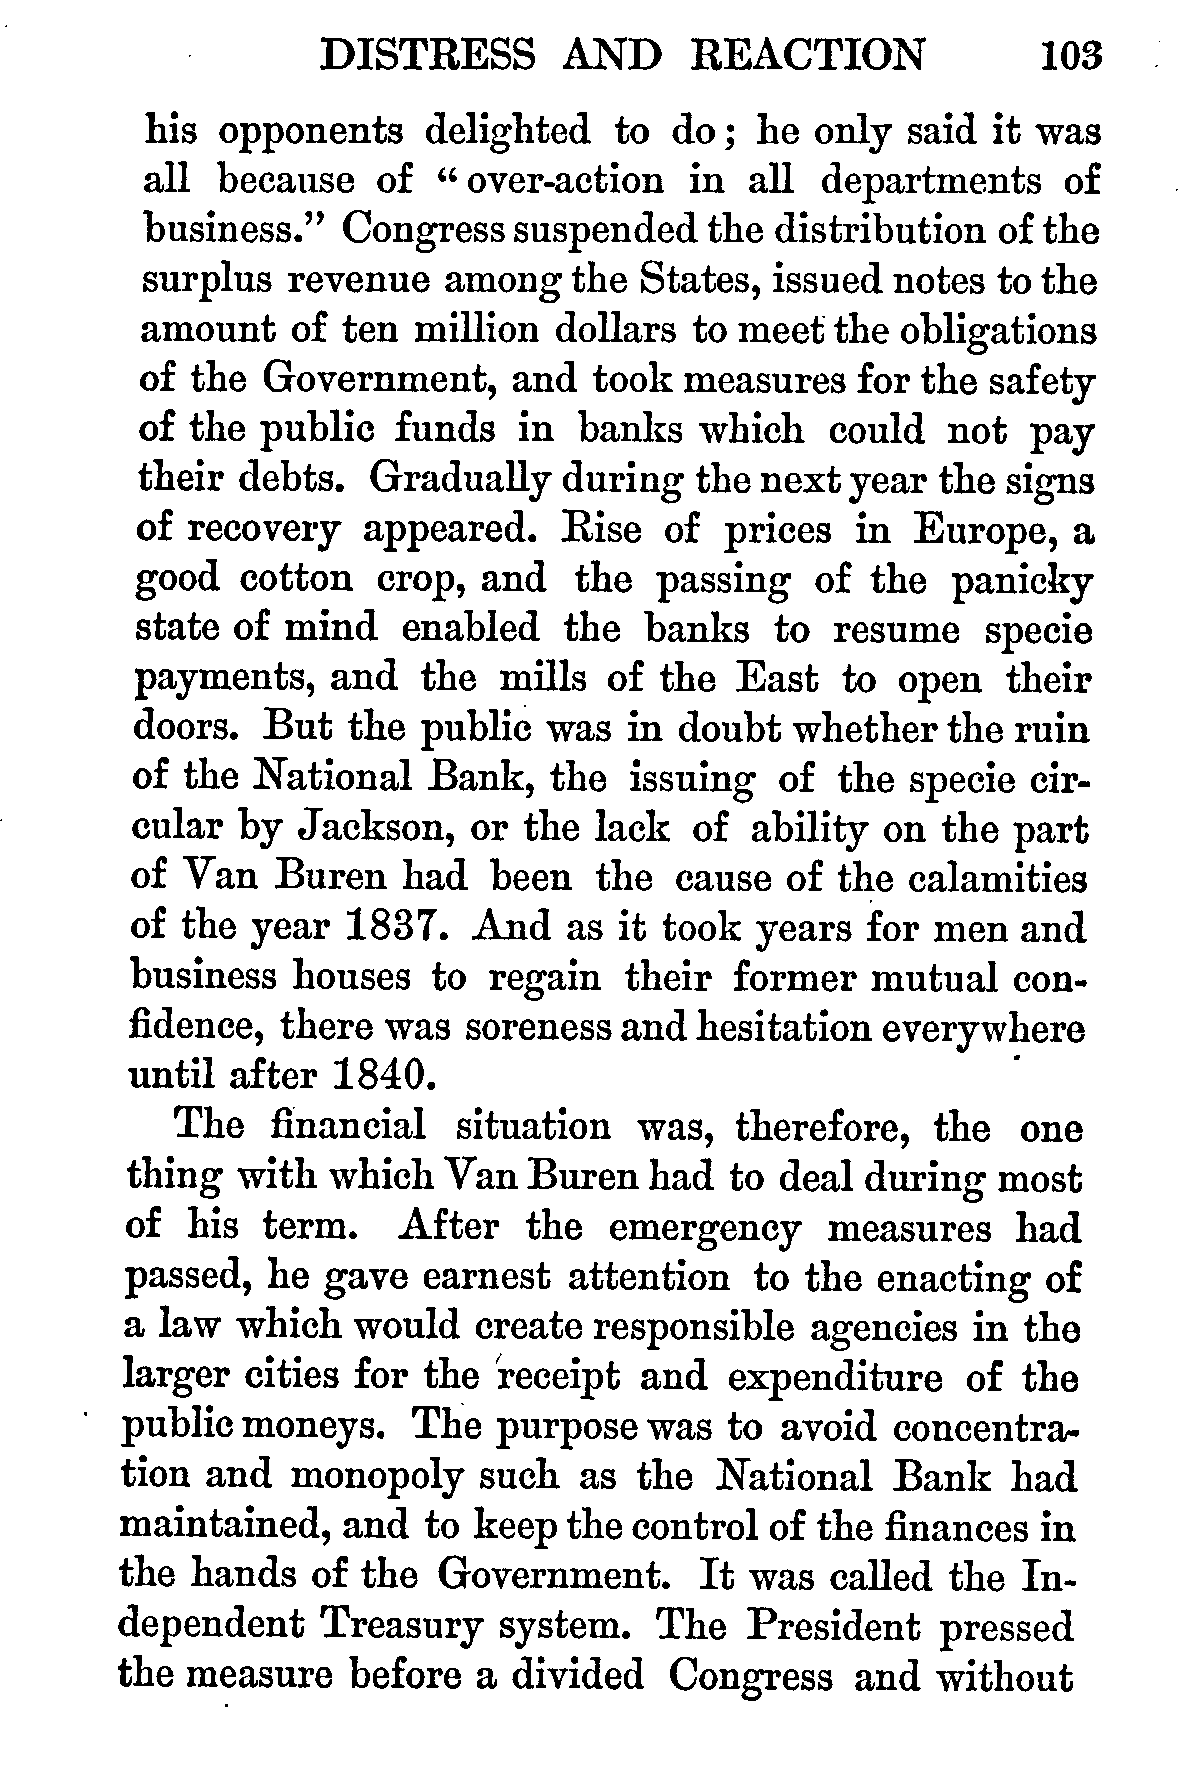 DISTRESS AND REACTION 103
his opponents delighted to do; he only said it was
all because of “over-action in all departments of
business.” Congress suspended the distribution of the
surplus revenue among the States, issued notes to the
amount of ten million dollars to meet the obligations
of the Government, and took measures for the safety
of the public funds in banks which could not pay
their debts. Gradually during the next year the signs
of recovery appeared. Rise of prices in Europe, a
good cotton crop, and the passing of the panicky
state of mind enabled the banks to resume specie
payments, and the mills of the East to open their
doors. But the public was in doubt whether the ruin
of the National Bank, the issuing of the specie cir-
cular by Jackson, or the lack of ability on the part
of Van Buren had been the cause of the calamities
of the year 1837. And as it took years for men and
business houses to regain their former mutual con-
fidence, there was soreness and hesitation everywhere
until after 1840.
The financial situation was, therefore, the one
thing with which Van Buren had to deal during most
of his term. After the emergency measures had
passed, he gave earnest attention to the enacting of
a law which would create responsible agencies in the
larger cities for the receipt and expenditure of the
public moneys. The purpose was to avoid concentra-
tion and monopoly such as the National Bank had
maintained, and to keep the control of the finances in
the hands of the Government. It was called the In-
dependent Treasury system. The President pressed
the measure before a divided Congress and without